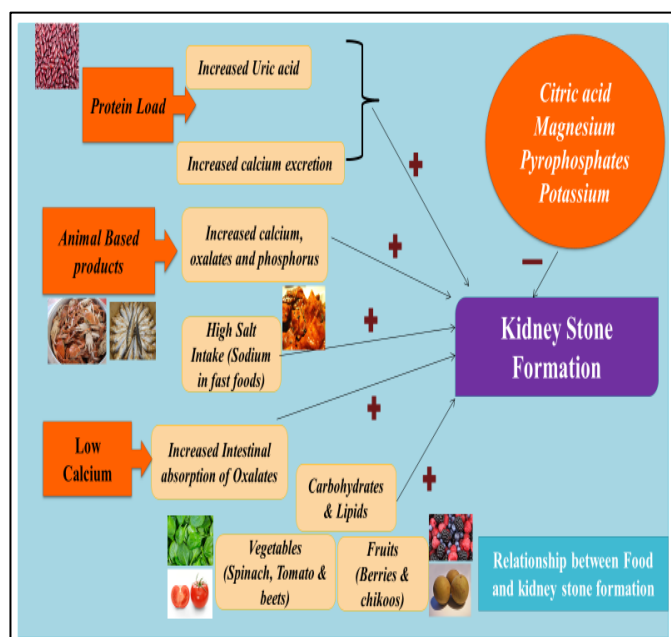 Increased Uric acid
Protein Load
Increased calcium excretion
Citric acid
Magnesium
Pyrophosphates
Potassium
Animal Based
products
Increased calcium,
oxalates and phosphorus
High Salt
Intake (Sodium
in fast foods)
Kidney Stone
Formation
Low
Calcium
Increased Intestinal
absorption of Oxalates
Carbohydrates
& Lipids
Vegetables
(Spinach, Tomato &
beets)
Fruits
(Berries &
chikoos)
Relationship between Food
and kidney stone formation